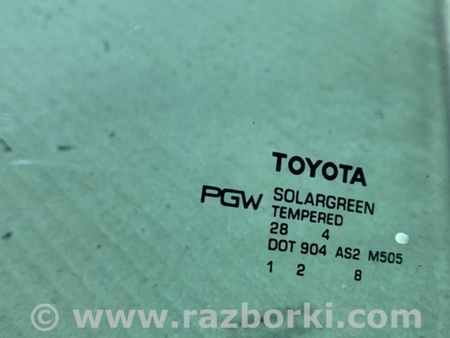 TOYOTA
PGW SOLARGREEN
TEMPERED
28 4
DOT 904 AS2 M505
1 2 8
© www.razborki.com